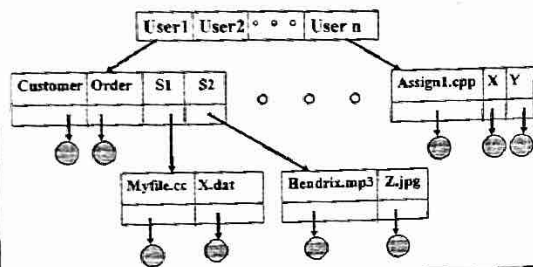 User1 User2 User n
Customer Order S1 S2 Assign1.cpp X Y
Myfile.cc X.dat Hendrix.mp3 Z.jpg